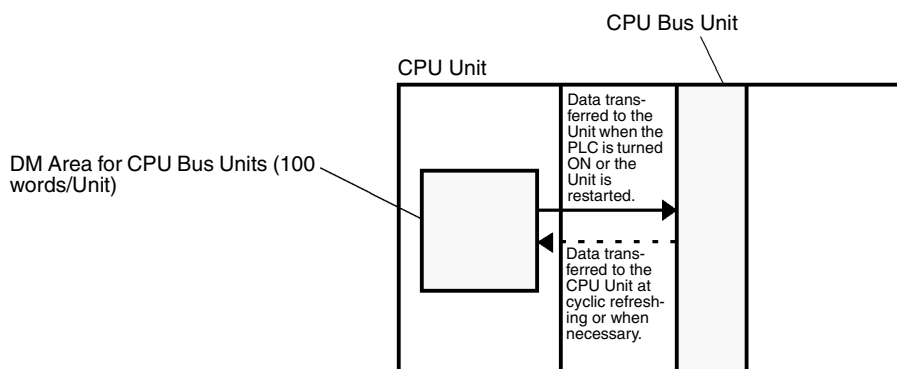 CPU Bus Unit
CPU Unit
Data trans-
ferred to the
Unit when the
PLC is turned
ON or the
Unit is
restarted.
DM Area for CPU Bus Units (100
words/Unit)
Data trans-
ferred to the
CPU Unit at
cyclic refresh-
ing or when
necessary.